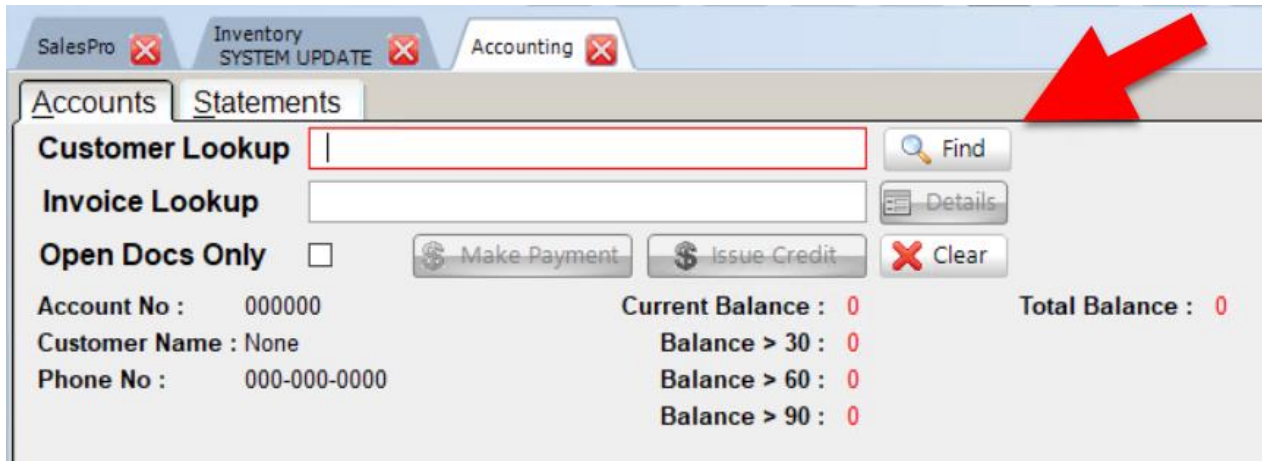 SalesPro
Inventory
SYSTEM UPDATE
Accounting
Accounts Statements
Customer Lookup Find
Invoice Lookup Details
Open Docs Only $ Make Payment $ Issue Credit Clear
Account No : 000000 Current Balance : 0 Total Balance : 0
Customer Name : None Balance > 30 : 0
Phone No : 000-000-0000 Balance > 60 : 0
Balance > 90 : 0